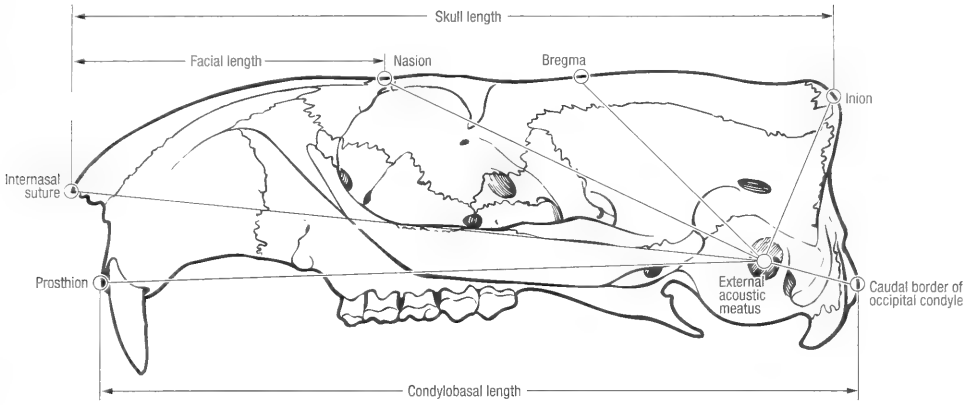 Skull length
Facial length
Nasion
Bregma
Inion
Internasal
suture
Prosthion
External
acoustic
meatus
Caudal border of
occipital condyle
Condylobasal length